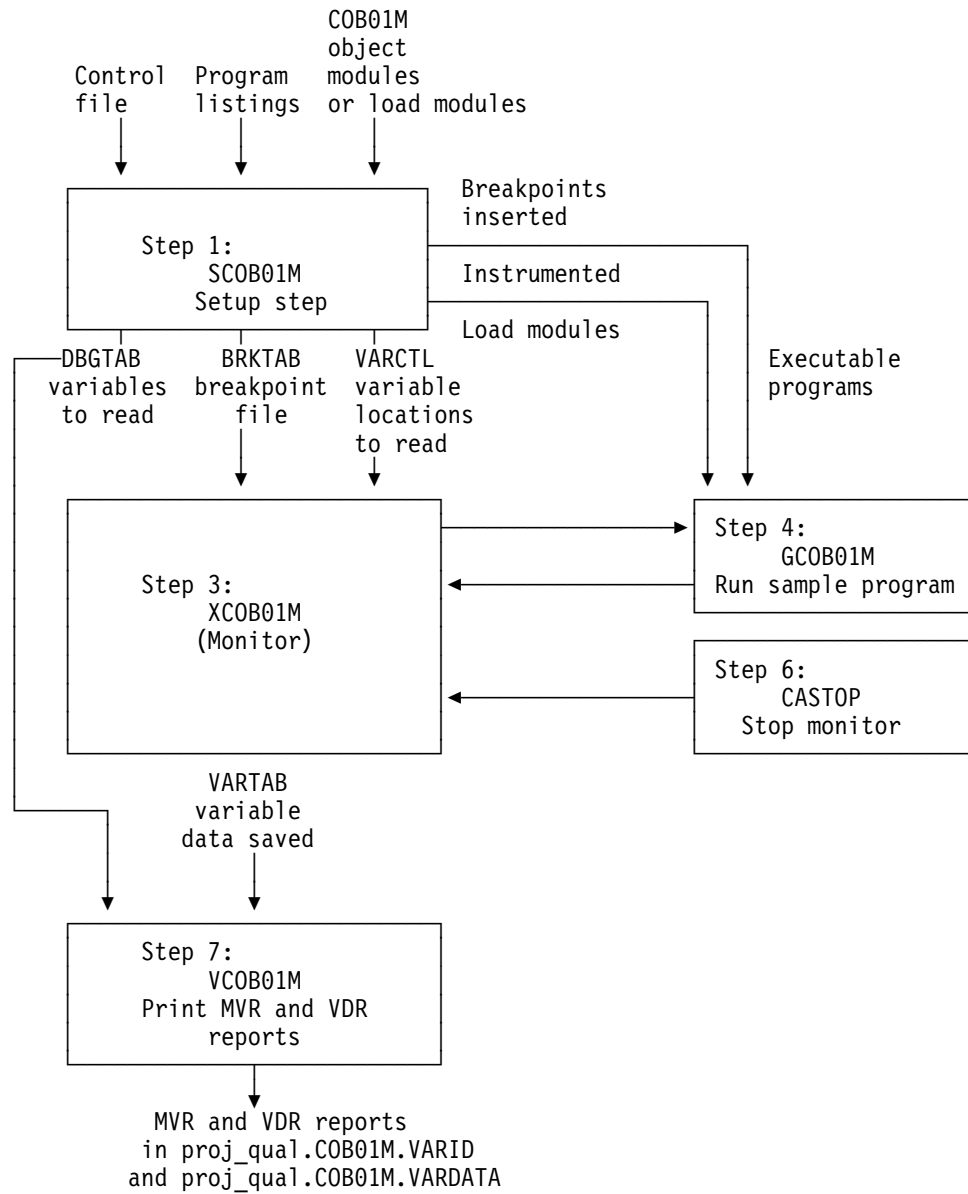 COB01M
object
Control Program modules
file listings or load modules
Breakpoints
inserted
Step 1:
SCOB01M
Setup step
Instrumented
Load modules
DBGTAB
variables
to read
BRKTAB
breakpoint
file
VARCTL
variable
locations
to read
Executable
programs
Step 3:
XCOB01M
(Monitor)
Step 4:
GCOB01M
Run sample program
Step 6:
CASTOP
Stop monitor
VARTAB
variable
data saved
Step 7:
VCOB01M
Print MVR and VDR
reports
MVR and VDR reports
in proj_qual.COB01M.VARID
and proj_qual.COB01M.VARDATA